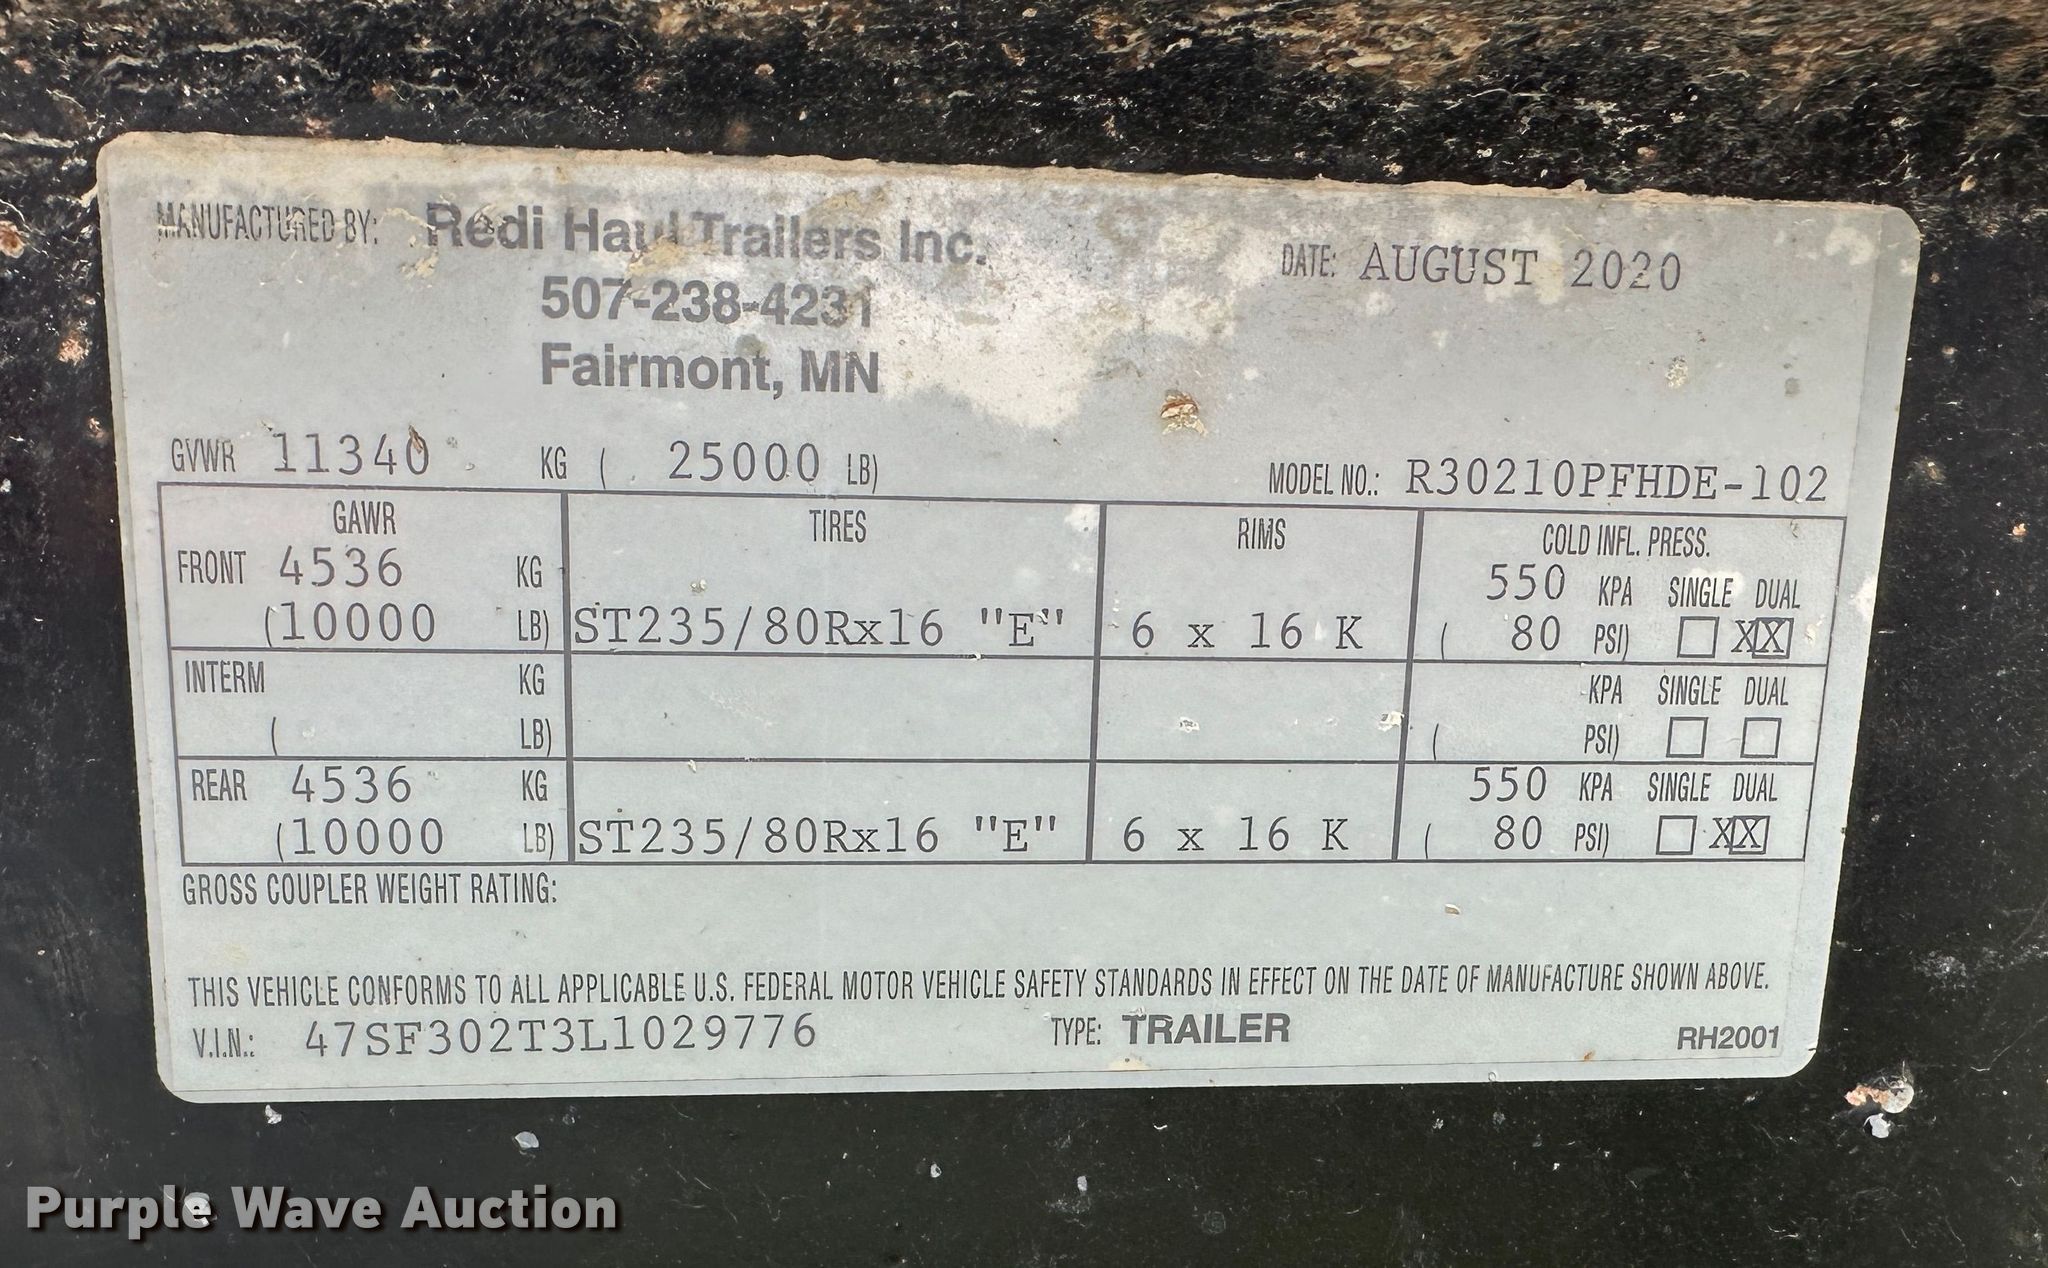 MANUFACTURED BY: Redi Haul Trailers Inc.
507-238-4231
Fairmont, MN
DATE: AUGUST 2020
GVWR 11340 KG ( 25000 LB)
MODEL NO.: R30210PFHDE-102
GAWR TIRES RIMS COLD INFL. PRESS.
FRONT 4536 KG 550 KPA SINGLE DUAL
(10000 LB) ST235/80Rx16 "E" 6 x 16 K ( 80 PSI) XX
INTERM KG KPA SINGLE DUAL
( LB) ( PSI)
REAR 4536 KG 550 KPA SINGLE DUAL
(10000 LB) ST235/80Rx16 "E" 6 x 16 K ( 80 PSI) XX
GROSS COUPLER WEIGHT RATING:
THIS VEHICLE CONFORMS TO ALL APPLICABLE U.S. FEDERAL MOTOR VEHICLE SAFETY STANDARDS IN EFFECT ON THE DATE OF MANUFACTURE SHOWN ABOVE.
V.I.N.: 47SF302T3L1029776 TYPE: TRAILER RH2001
Purple Wave Auction